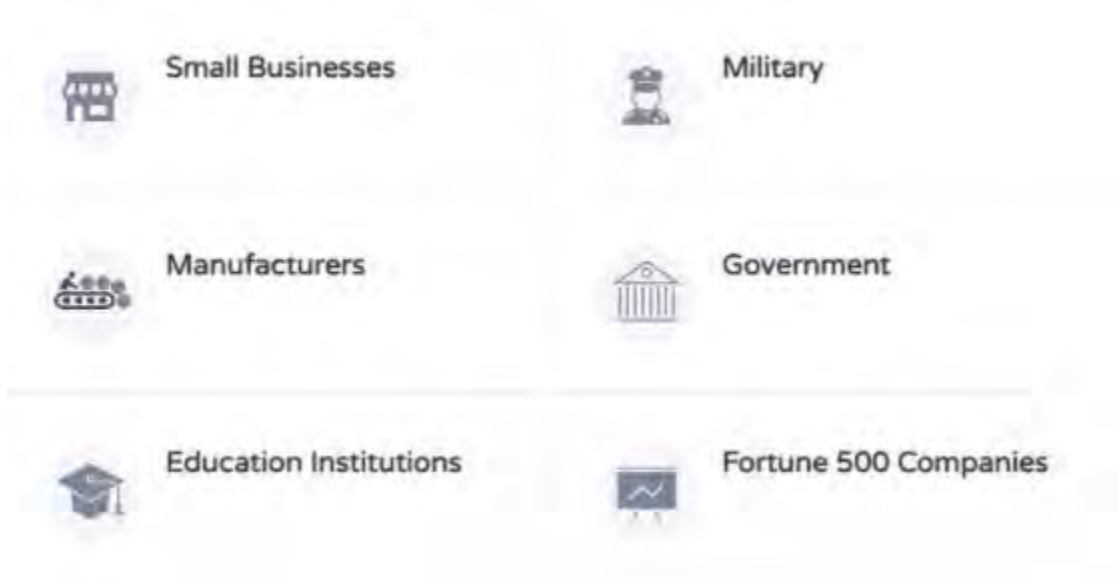 Small Businesses
Military
Manufacturers
Government
Education Institutions
Fortune 500 Companies